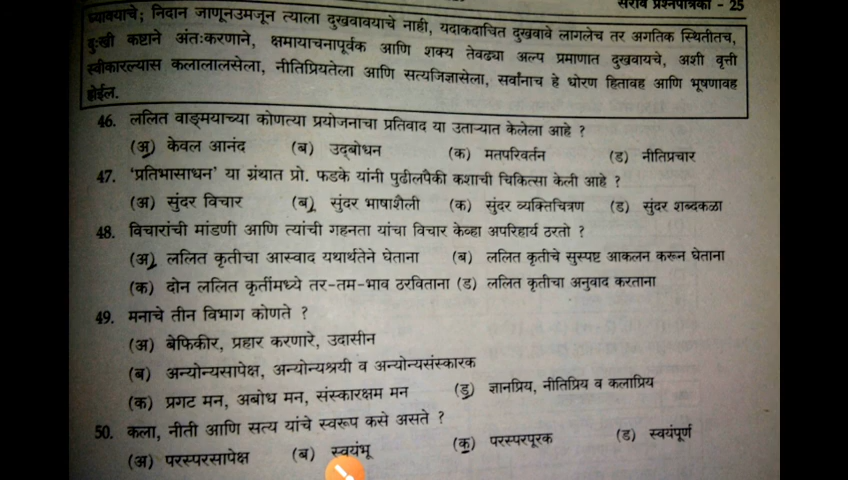 सराव प्रश्नपत्रिका - 25
घ्यावयाचे; निदान जाणूनउमजून त्याला दुखवावयाचे नाही, यदाकदाचित दुखवावे लागलेच तर अगतिक स्थितीतच,
दुःखी कष्टाने अंतःकरणाने, क्षमायाचनापूर्वक आणि शक्य तेवढ्या अल्प प्रमाणात दुखवायचे, अशी वृत्ती
स्वीकारल्यास कलालालसेला, नीतिप्रियतेला आणि सत्यजिज्ञासेला, सर्वांनाच हे धोरण हितावह आणि भूषणावह
होईल.
46. ललित वाङ्मयाच्या कोणत्या प्रयोजनाचा प्रतिवाद या उताऱ्यात केलेला आहे ?
(अ) केवल आनंद (ब) उद्‌बोधन (क) मतपरिवर्तन (ड) नीतिप्रचार
47. 'प्रतिभासाधन' या ग्रंथात प्रो. फडके यांनी पुढीलपैकी कशाची चिकित्सा केली आहे ?
(अ) सुंदर विचार (ब) सुंदर भाषाशैली (क) सुंदर व्यक्तिचित्रण (ड) सुंदर शब्दकळा
48. विचारांची मांडणी आणि त्यांची गहनता यांचा विचार केव्हा अपरिहार्य ठरतो ?
(अ) ललित कृतीचा आस्वाद यथार्थतेने घेताना (ब) ललित कृतीचे सुस्पष्ट आकलन करून घेताना
(क) दोन ललित कृतींमध्ये तर-तम-भाव ठरविताना (ड) ललित कृतीचा अनुवाद करताना
49. मनाचे तीन विभाग कोणते ?
(अ) बेफिकीर, प्रहार करणारे, उदासीन
(ब) अन्योन्यसापेक्ष, अन्योन्यश्रयी व अन्योन्यसंस्कारक
(क) प्रगट मन, अबोध मन, संस्कारक्षम मन (ड) ज्ञानप्रिय, नीतिप्रिय व कलाप्रिय
50. कला, नीती आणि सत्य यांचे स्वरूप कसे असते ?
(अ) परस्परसापेक्ष (ब) स्वयंभू (क) परस्परपूरक (ड) स्वयंपूर्ण